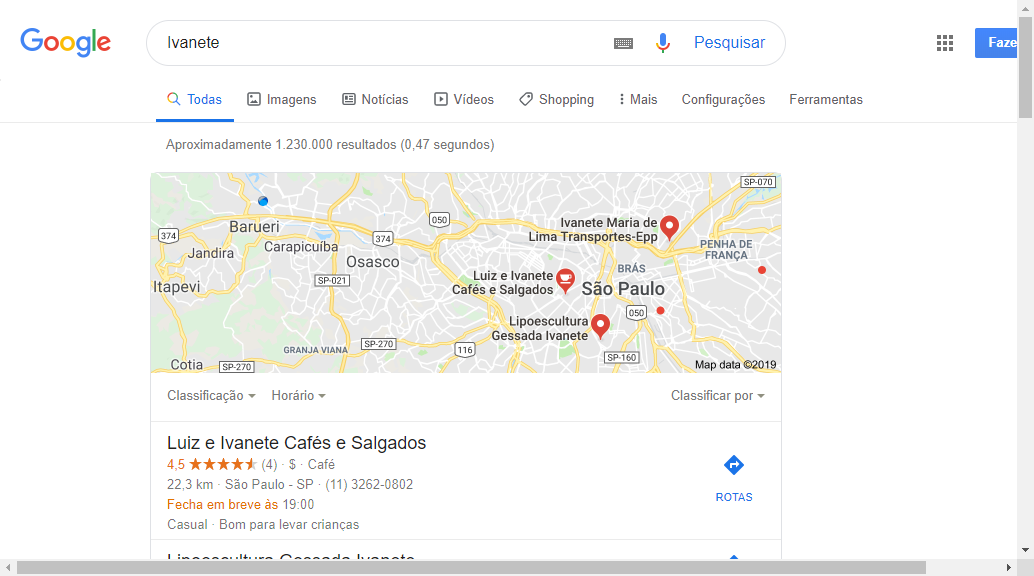 Google
Ivanete
Pesquisar
Faze
Todas
Imagens
Notícias
Vídeos
Shopping
Mais
Configurações
Ferramentas
Aproximadamente 1.230.000 resultados (0,47 segundos)
SP-070
050
Ivanete Maria de
Lima Transportes-Epp
374
Barueri
Carapicuíba
374
Jandira
Osasco
PENHA DE
FRANÇA
BRÁS
Luiz e Ivanete
Cafés e Salgados
São Paulo
Itapevi
SP-021
050
Lipoescultura
Gessada Ivanete
GRANJA VIANA
SP-270
116
SP-160
Cotia
SP-270
Map data ©2019
Classificação
Horário
Classificar por
Luiz e Ivanete Cafés e Salgados
4,5 (4) · $ · Café
22,3 km · São Paulo - SP · (11) 3262-0802
Fecha em breve às 19:00
Casual · Bom para levar crianças
ROTAS
Lipoescultura Gessada Ivanete